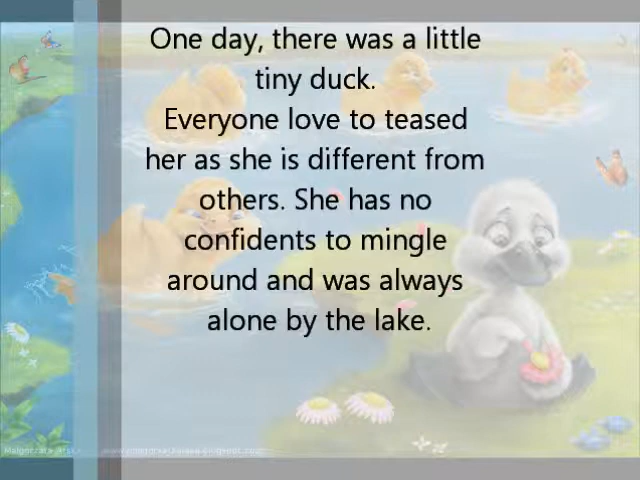 One day, there was a little
tiny duck.
Everyone love to teased
her as she is different from
others. She has no
confidents to mingle
around and was always
alone by the lake.